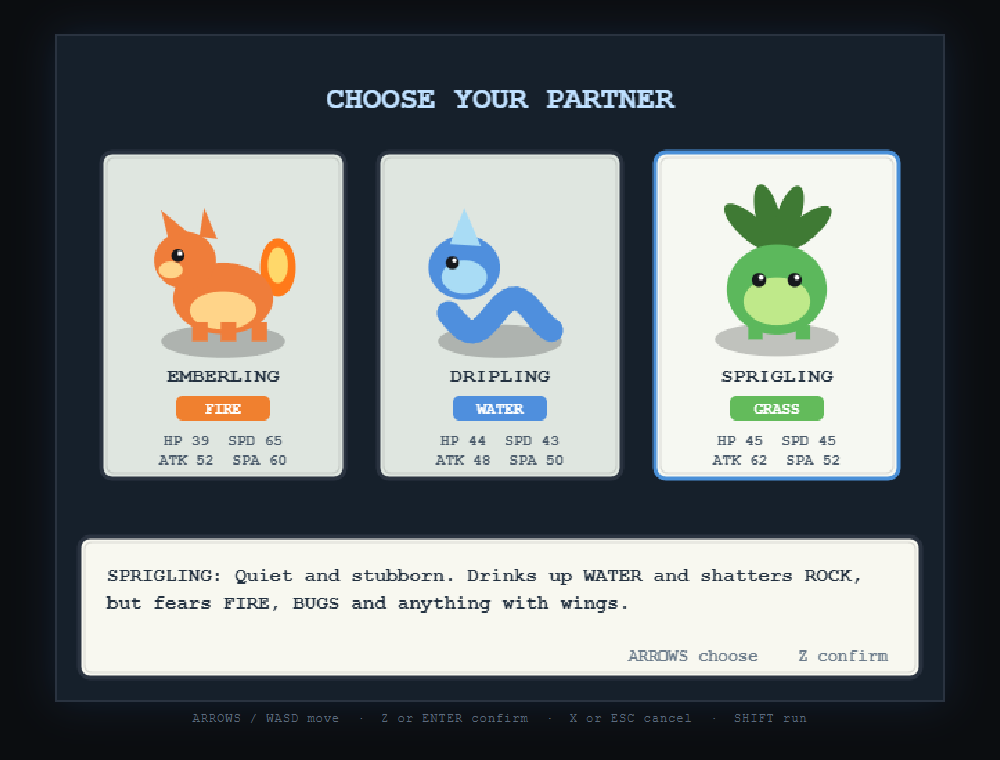 CHOOSE YOUR PARTNER
EMBERLING
FIRE
HP 39 SPD 65
ATK 52 SPA 60
DRIPLING
WATER
HP 44 SPD 43
ATK 48 SPA 50
SPRIGLING
GRASS
HP 45 SPD 45
ATK 62 SPA 52
SPRIGLING: Quiet and stubborn. Drinks up WATER and shatters ROCK,
but fears FIRE, BUGS and anything with wings.
ARROWS choose Z confirm
ARROWS / WASD move · Z or ENTER confirm · X or ESC cancel · SHIFT run